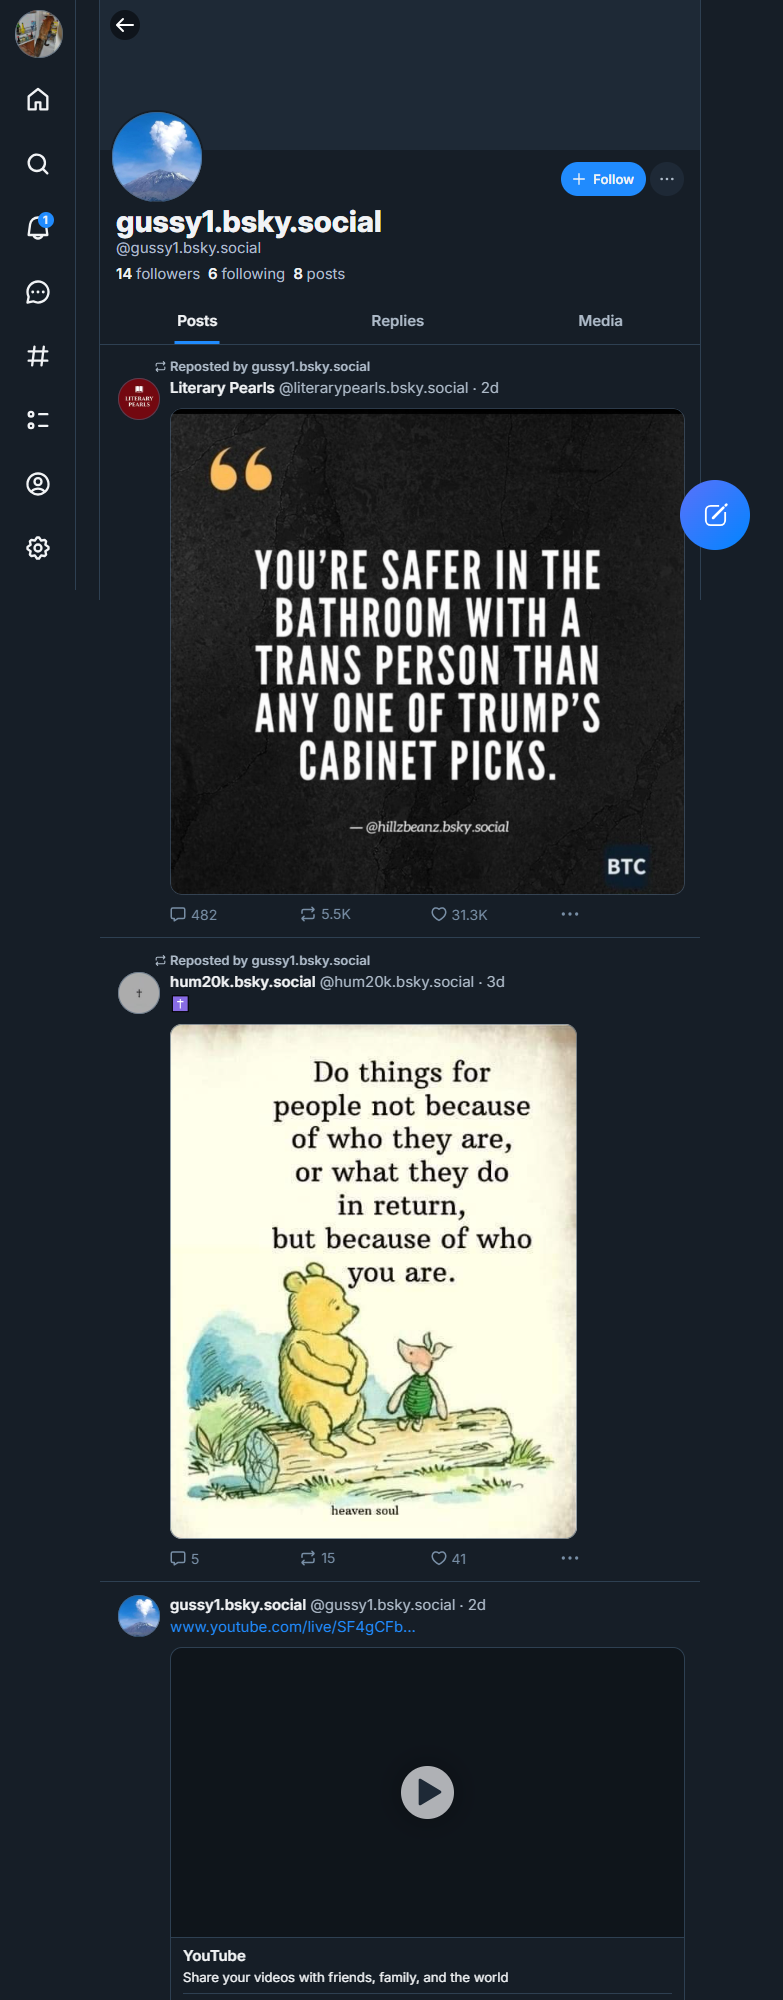 1
Follow
gussy1.bsky.social
@gussy1.bsky.social
14 followers 6 following 8 posts
Posts Replies Media
Reposted by gussy1.bsky.social
Literary Pearls @literarypearls.bsky.social · 2d
LITERARY
PEARLS
YOU’RE SAFER IN THE
BATHROOM WITH A
TRANS PERSON THAN
ANY ONE OF TRUMP’S
CABINET PICKS.
— @hillzbeanz.bsky.social
BTC
482 5.5K 31.3K
Reposted by gussy1.bsky.social
hum20k.bsky.social @hum20k.bsky.social · 3d
✝️
Do things for
people not because
of who they are,
or what they do
in return,
but because of who
you are.
heaven soul
5 15 41
gussy1.bsky.social @gussy1.bsky.social · 2d
www.youtube.com/live/SF4gCFb...
YouTube
Share your videos with friends, family, and the world